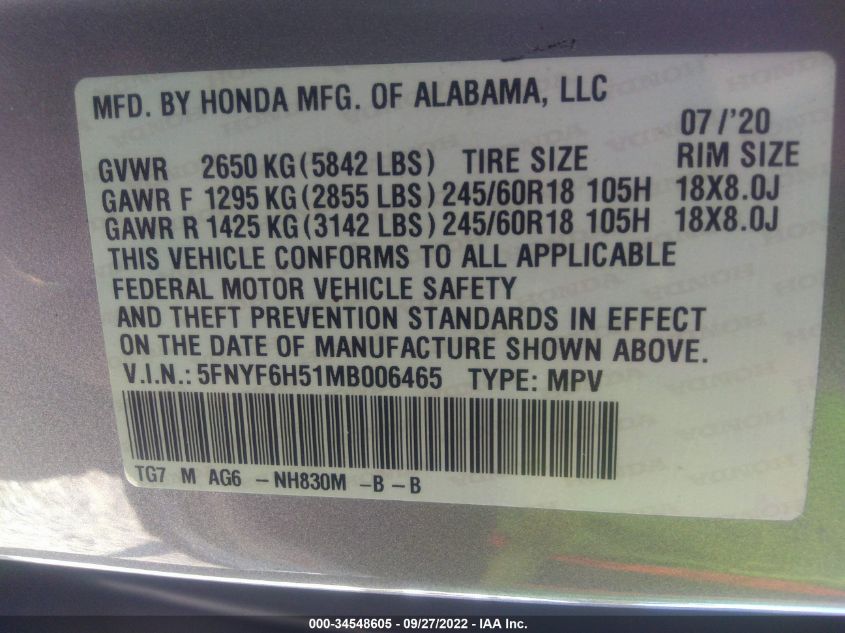 MFD. BY HONDA MFG. OF ALABAMA, LLC
07/'20
GVWR 2650 KG (5842 LBS) TIRE SIZE RIM SIZE
GAWR F 1295 KG (2855 LBS) 245/60R18 105H 18X8.0J
GAWR R 1425 KG (3142 LBS) 245/60R18 105H 18X8.0J
THIS VEHICLE CONFORMS TO ALL APPLICABLE
FEDERAL MOTOR VEHICLE SAFETY
AND THEFT PREVENTION STANDARDS IN EFFECT
ON THE DATE OF MANUFACTURE SHOWN ABOVE.
V.I.N.: 5FNYF6H51MB006465 TYPE: MPV
TG7 M AG6 -NH830M -B -B
000-34548605 / 09/27/2022 - IAA Inc.